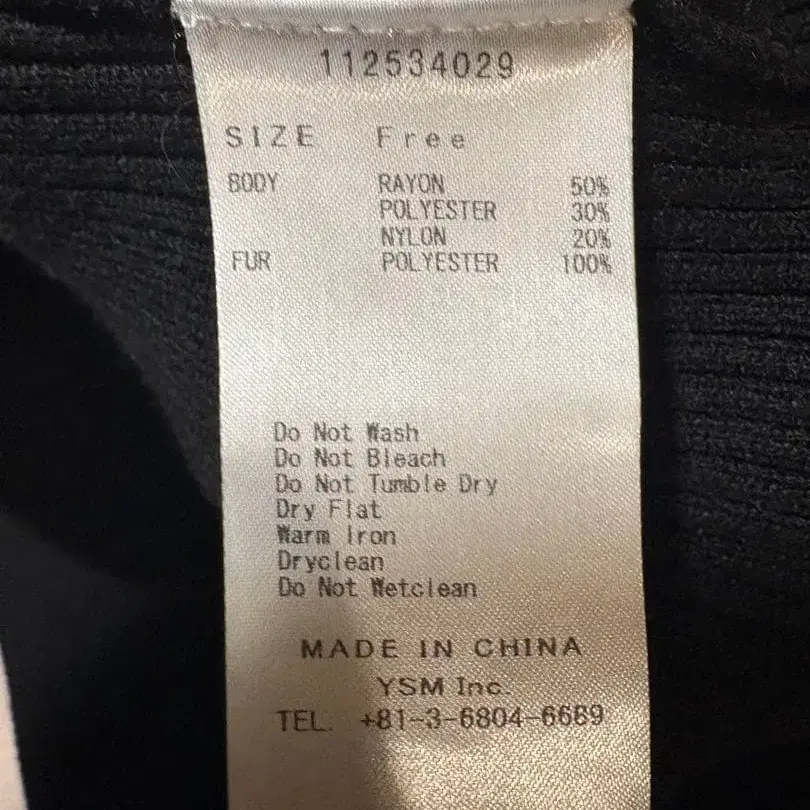 112534029
SIZE Free
BODY RAYON 50%
POLYESTER 30%
NYLON 20%
FUR POLYESTER 100%
Do Not Wash
Do Not Bleach
Do Not Tumble Dry
Dry Flat
Warm Iron
Dryclean
Do Not Wetclean
MADE IN CHINA
YSM Inc.
TEL. +81-3-6804-6689